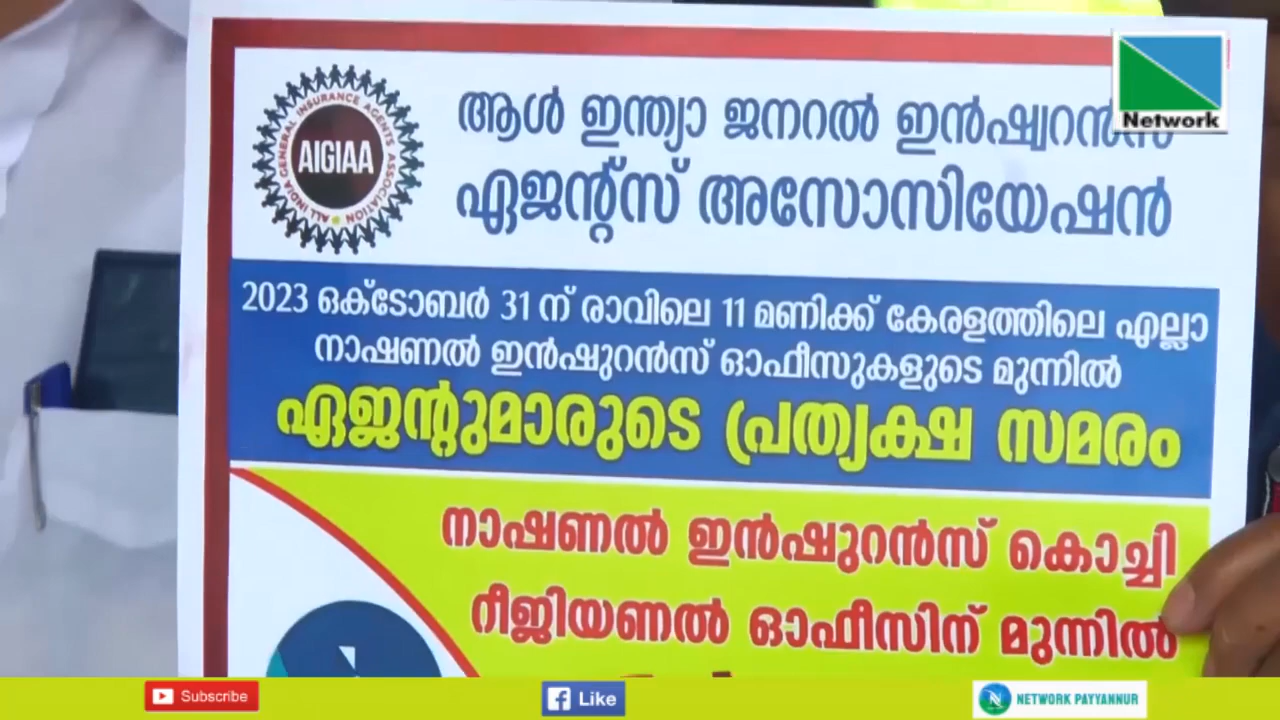 Network
ആൾ ഇന്ത്യാ ജനറൽ ഇൻഷ്വറൻസ്
ഏജന്റ്സ് അസോസിയേഷൻ
ALL INDIA GENERAL INSURANCE AGENTS ASSOCIATION
AIGIAA
2023 ഒക്ടോബർ 31 ന് രാവിലെ 11 മണിക്ക് കേരളത്തിലെ എല്ലാ
നാഷണൽ ഇൻഷുറൻസ് ഓഫീസുകളുടെ മുന്നിൽ
ഏജന്റുമാരുടെ പ്രത്യക്ഷ സമരം
നാഷണൽ ഇൻഷുറൻസ് കൊച്ചി
റീജിയണൽ ഓഫീസിന് മുന്നിൽ
Subscribe
Like
NETWORK PAYYANNUR